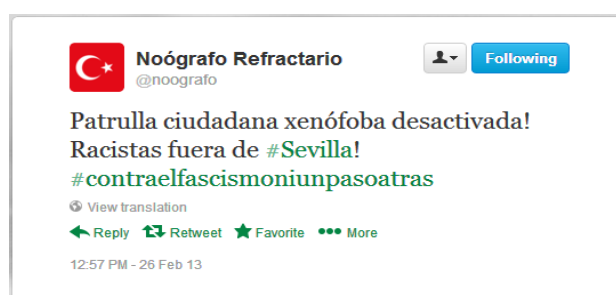 Noógrafo Refractario
@noografo
Following
Patrulla ciudadana xenófoba desactivada!
Racistas fuera de #Sevilla!
#contraelfascismoniunpasoatras
View translation
Reply Retweet Favorite More
12:57 PM - 26 Feb 13